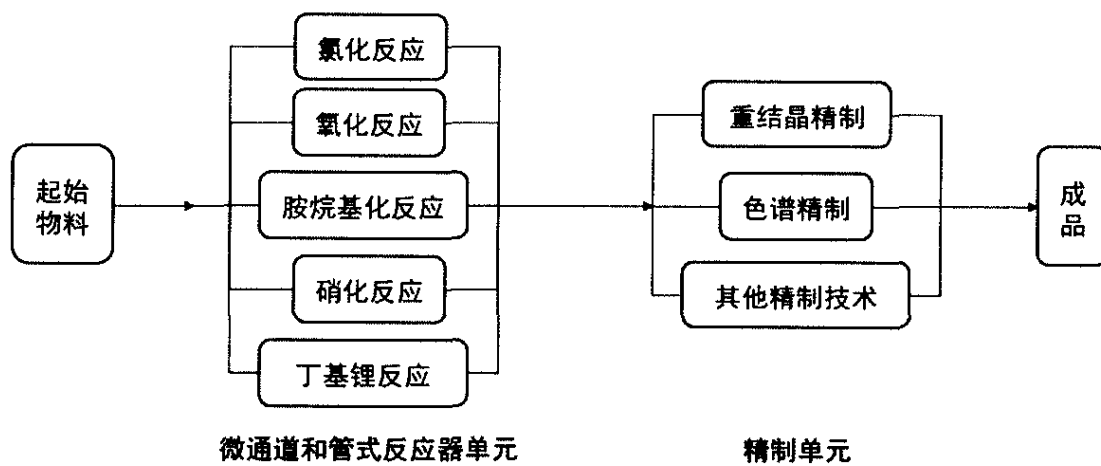 起始
物料
氯化反应
氧化反应
胺烷基化反应
硝化反应
丁基锂反应
微通道和管式反应器单元
重结晶精制
色谱精制
其他精制技术
精制单元
成
品